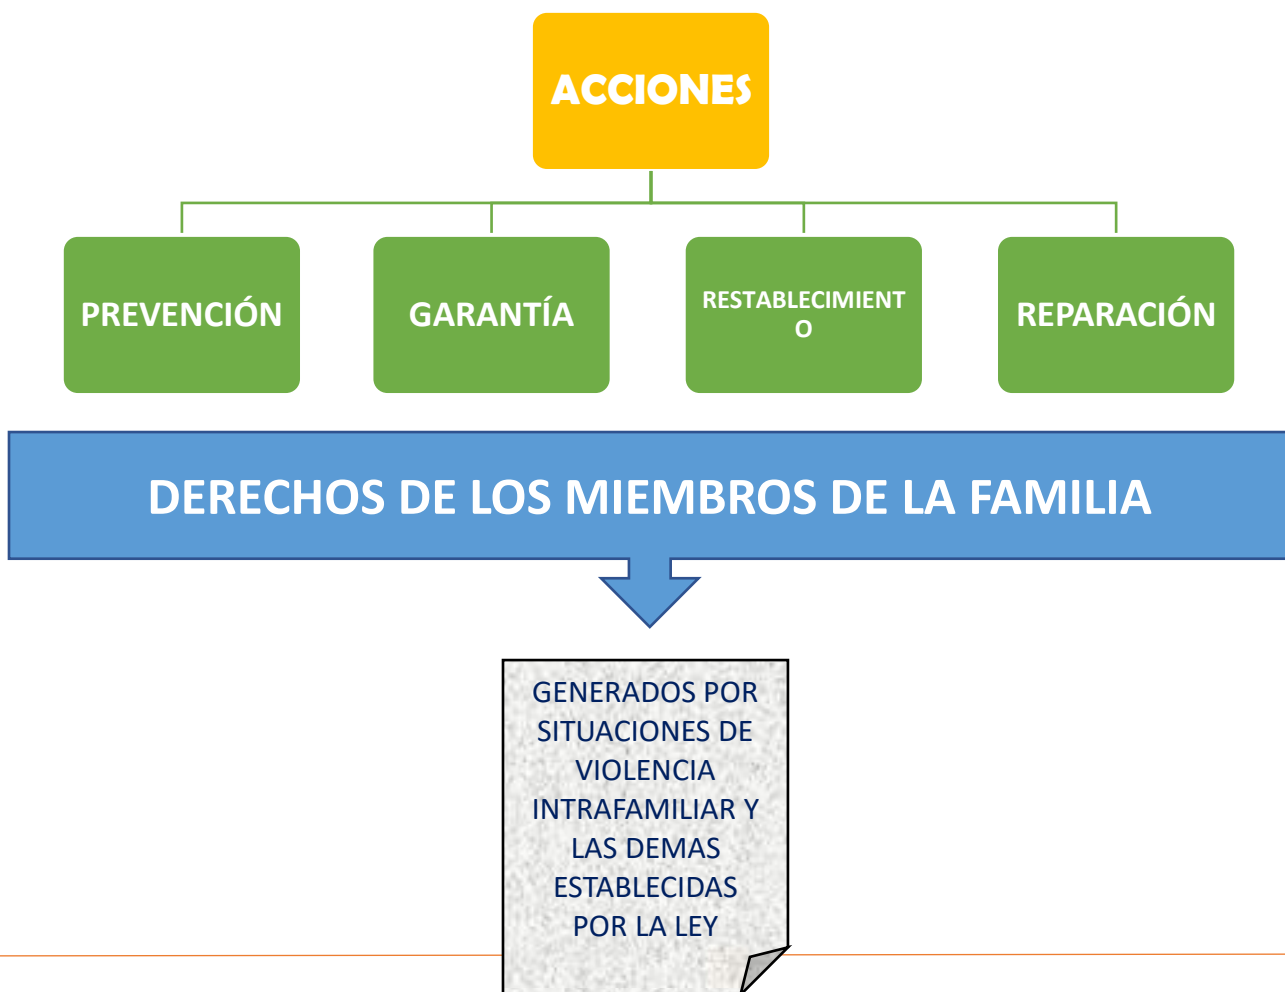 ACCIONES
PREVENCIÓN
GARANTÍA
RESTABLECIMIENT
O
REPARACIÓN
DERECHOS DE LOS MIEMBROS DE LA FAMILIA
GENERADOS POR
SITUACIONES DE
VIOLENCIA
INTRAFAMILIAR Y
LAS DEMAS
ESTABLECIDAS
POR LA LEY